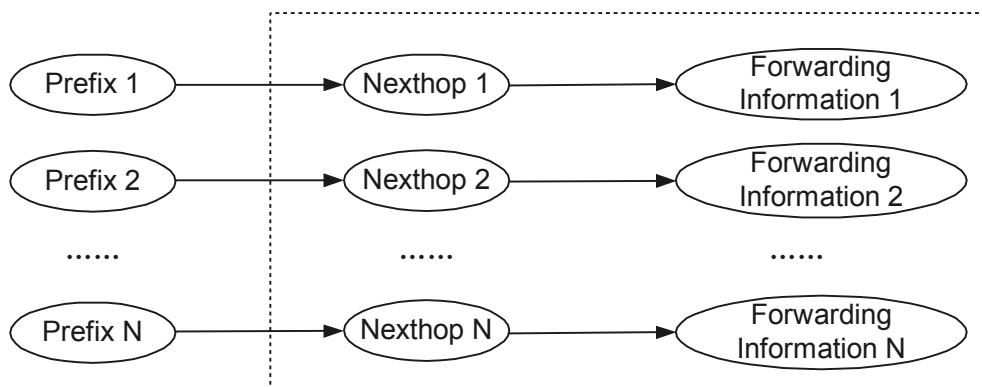 Prefix 1
Nexthop 1
Forwarding
Information 1
Prefix 2
Nexthop 2
Forwarding
Information 2
......
......
......
Prefix N
Nexthop N
Forwarding
Information N